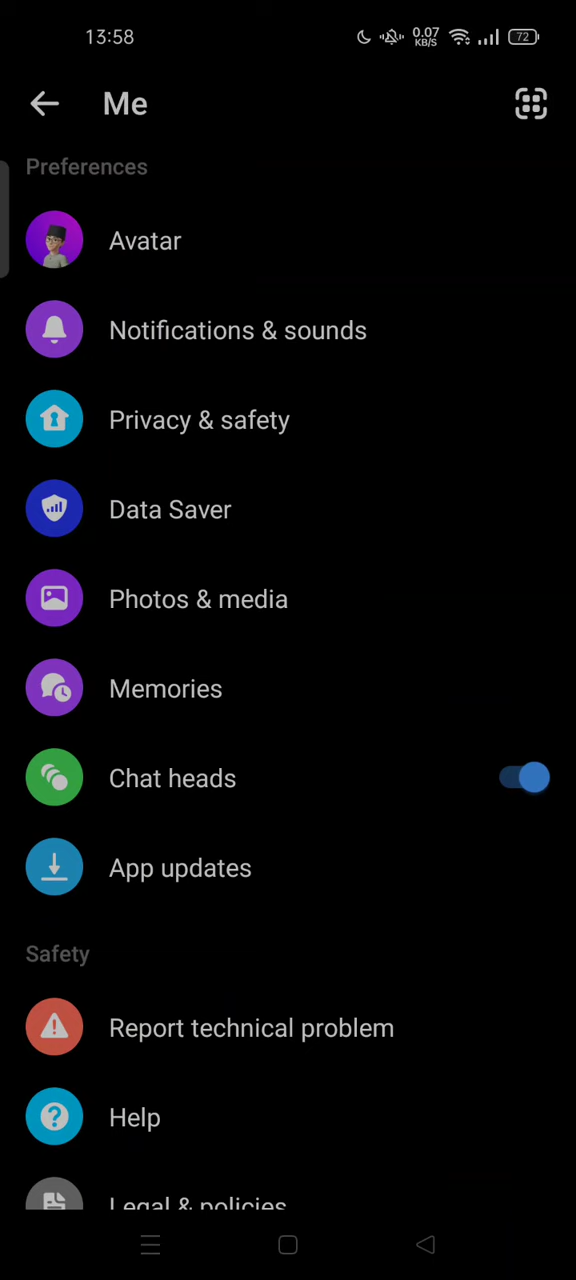 13:58
0.07
KB/S
72
Me
Preferences
Avatar
Notifications & sounds
Privacy & safety
Data Saver
Photos & media
Memories
Chat heads
App updates
Safety
Report technical problem
Help
Legal & policies